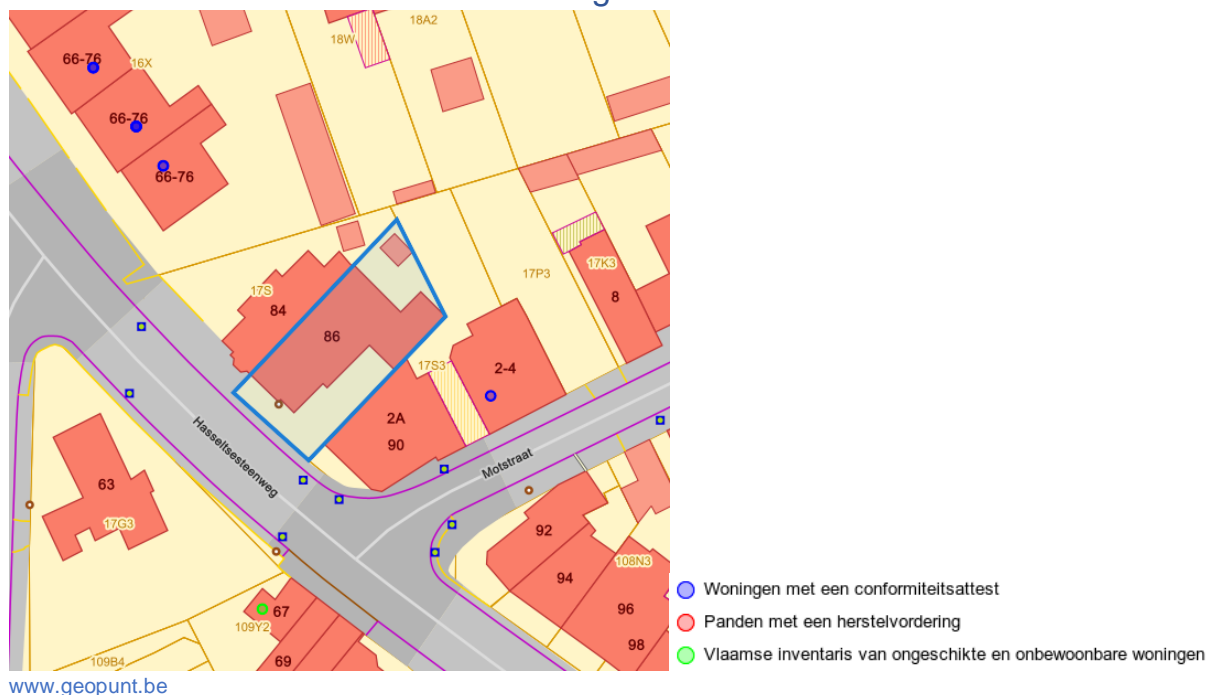 18A2
18W
66-76
16X
66-76
66-76
17S
84
86
17P3
17K3
8
17S3
2-4
2A
90
Hasseltsesteenweg
Motstraat
63
17G3
92
94
108N3
96
98
67
109Y2
69
109B4
Woningen met een conformiteitsattest
Panden met een herstelvordering
Vlaamse inventaris van ongeschikte en onbewoonbare woningen
www.geopunt.be